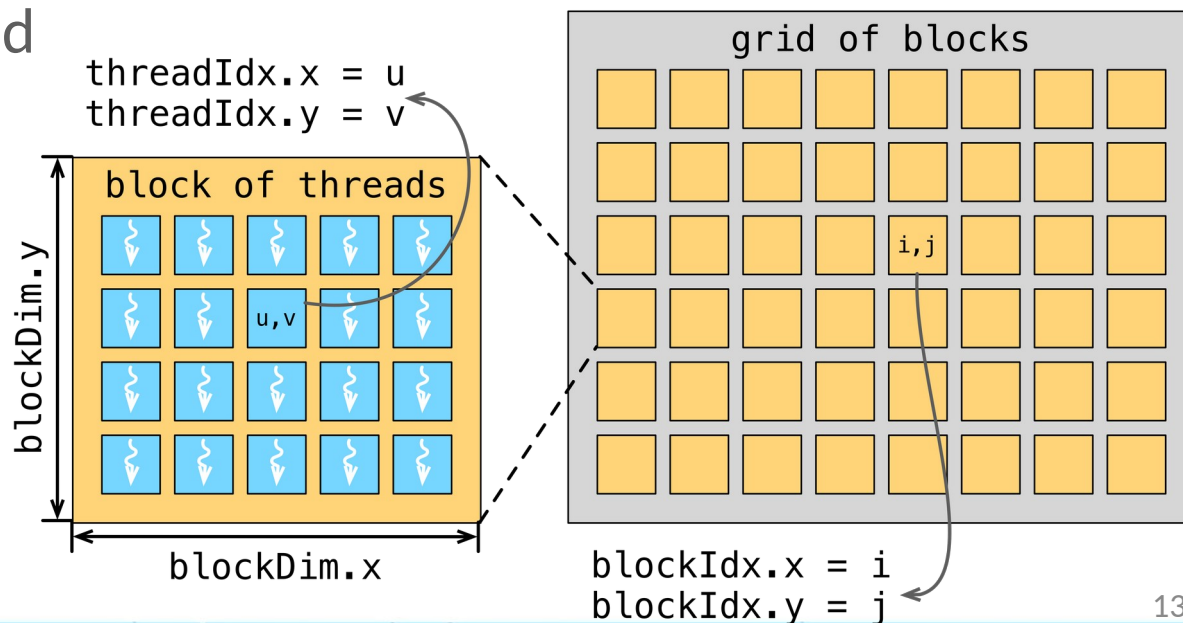 d
threadIdx.x = u
threadIdx.y = v
block of threads
u,v
blockDim.y
blockDim.x
grid of blocks
i,j
blockIdx.x = i
blockIdx.y = j
13